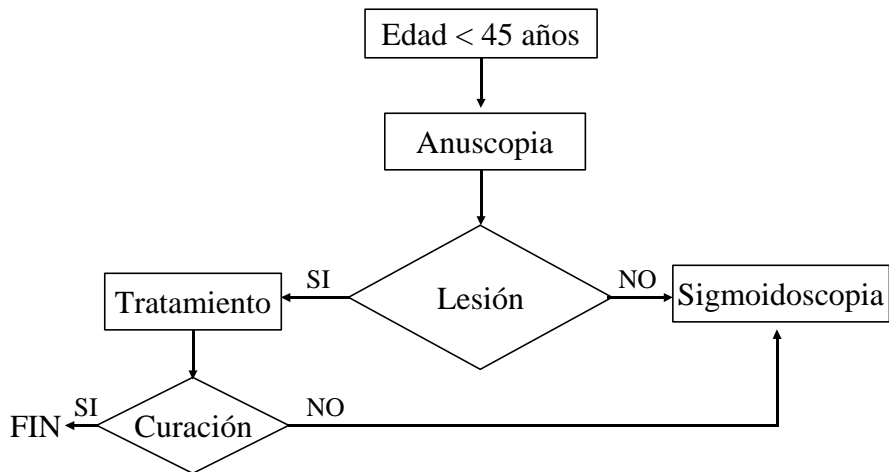 Edad < 45 años
Anuscopia
SI
NO
Tratamiento
Lesión
Sigmoidoscopia
FIN
SI
Curación
NO